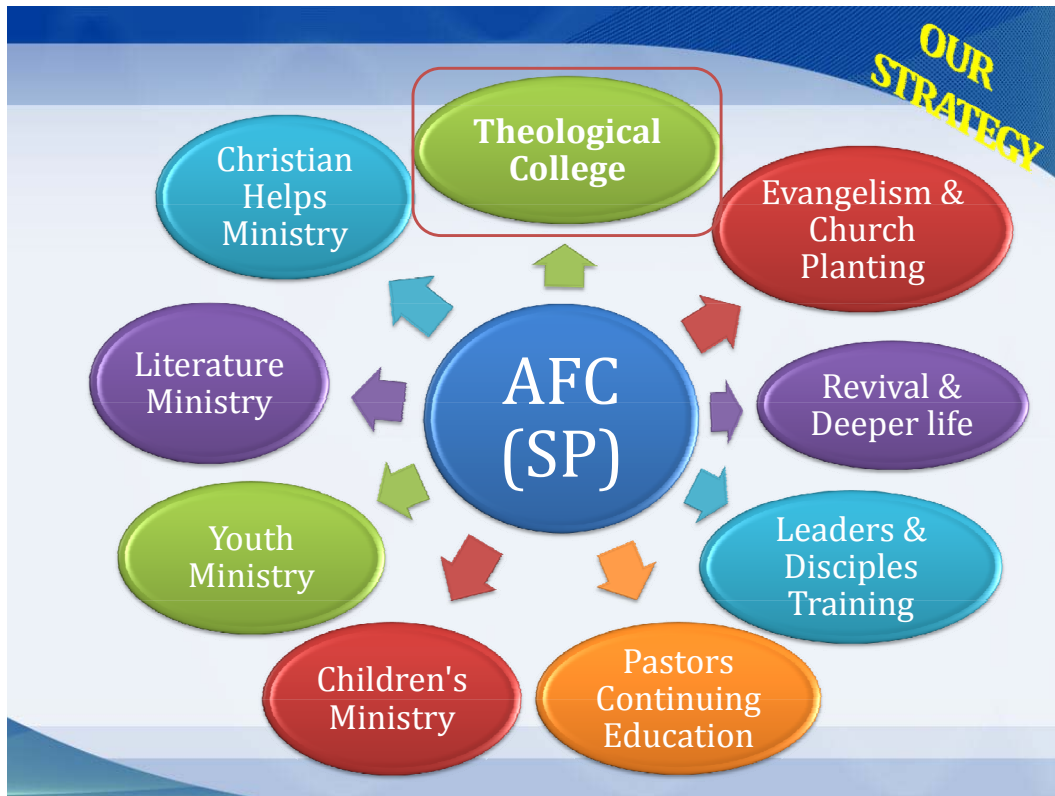 OUR
STRATEGY
Theological
College
Evangelism &
Church
Planting
Revival &
Deeper life
Leaders &
Disciples
Training
Pastors
Continuing
Education
Children's
Ministry
Youth
Ministry
Literature
Ministry
Christian
Helps
Ministry
AFC
(SP)